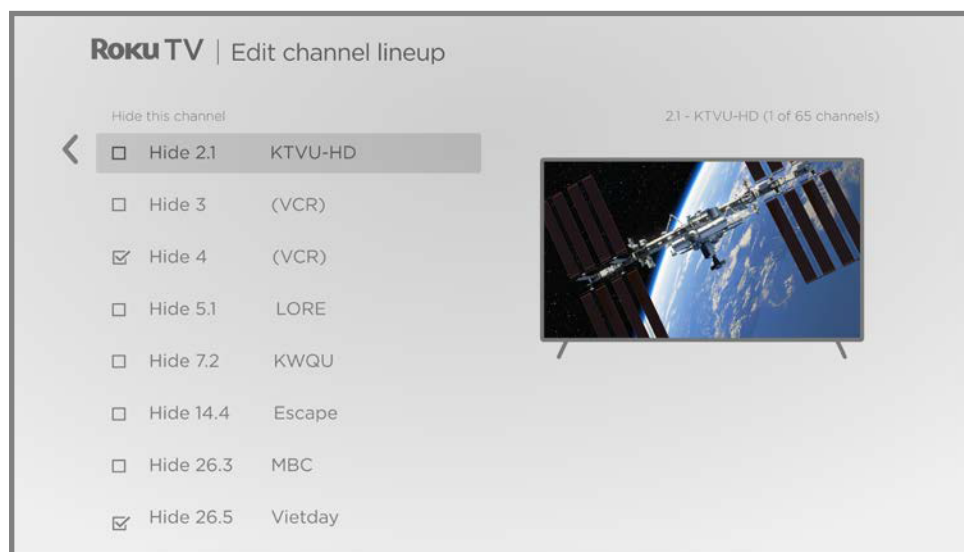 Roku TV | Edit channel lineup
Hide this channel
2.1 - KTVU-HD (1 of 65 channels)
Hide 2.1 KTVU-HD
Hide 3 (VCR)
Hide 4 (VCR)
Hide 5.1 LORE
Hide 7.2 KWQU
Hide 14.4 Escape
Hide 26.3 MBC
Hide 26.5 Vietday